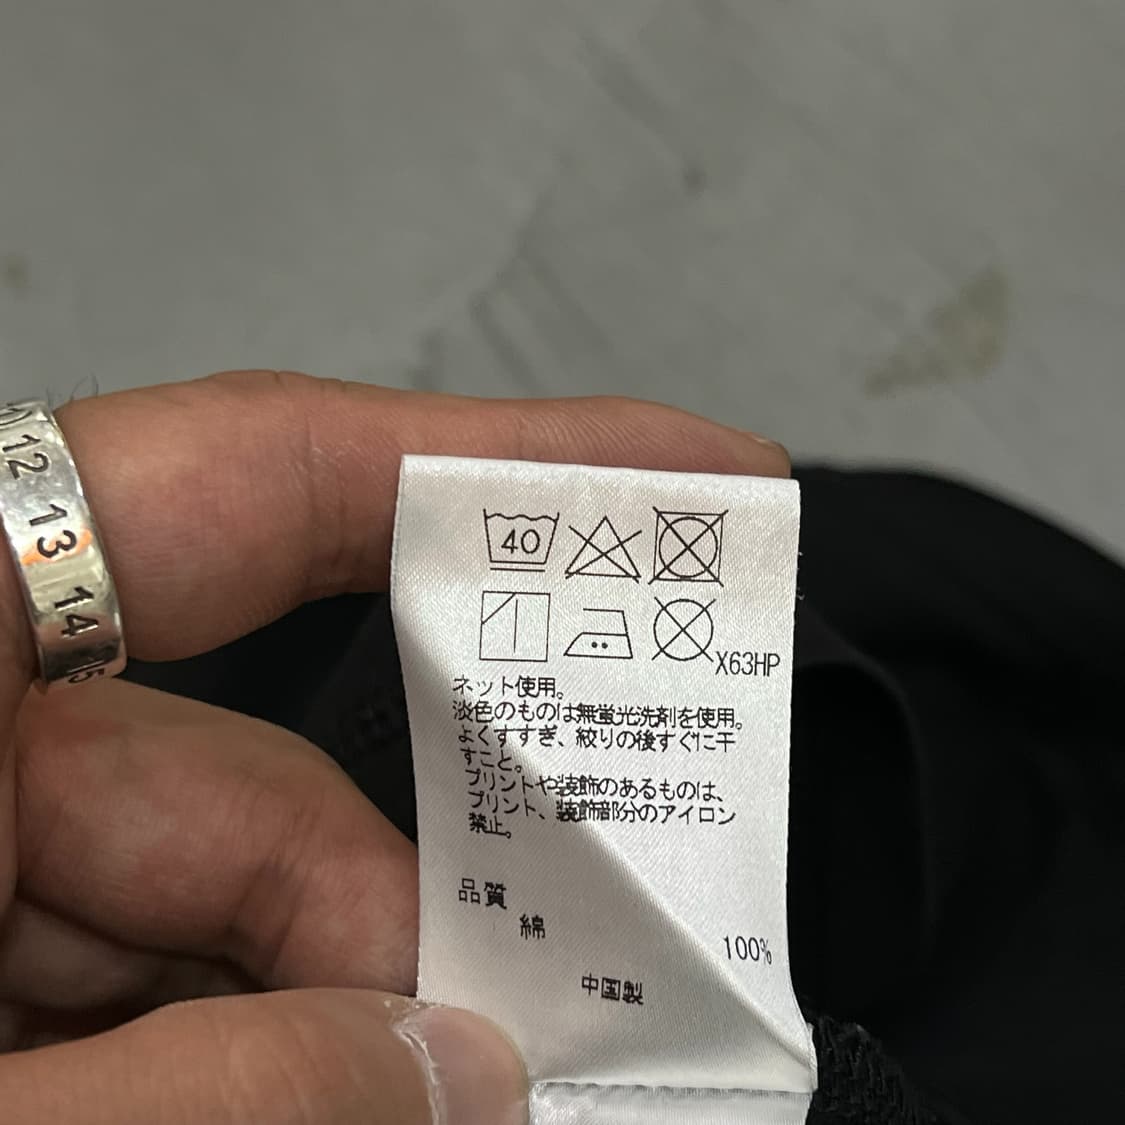 12
13
14
15
40
X63HP
ネット使用。
淡色のものは無蛍光洗剤を使用。
よくすすぎ、絞りの後すぐに干
すこと。
プリントや装飾のあるものは、
プリント、装飾部分のアイロン
禁止。
品質
綿
100%
中国製